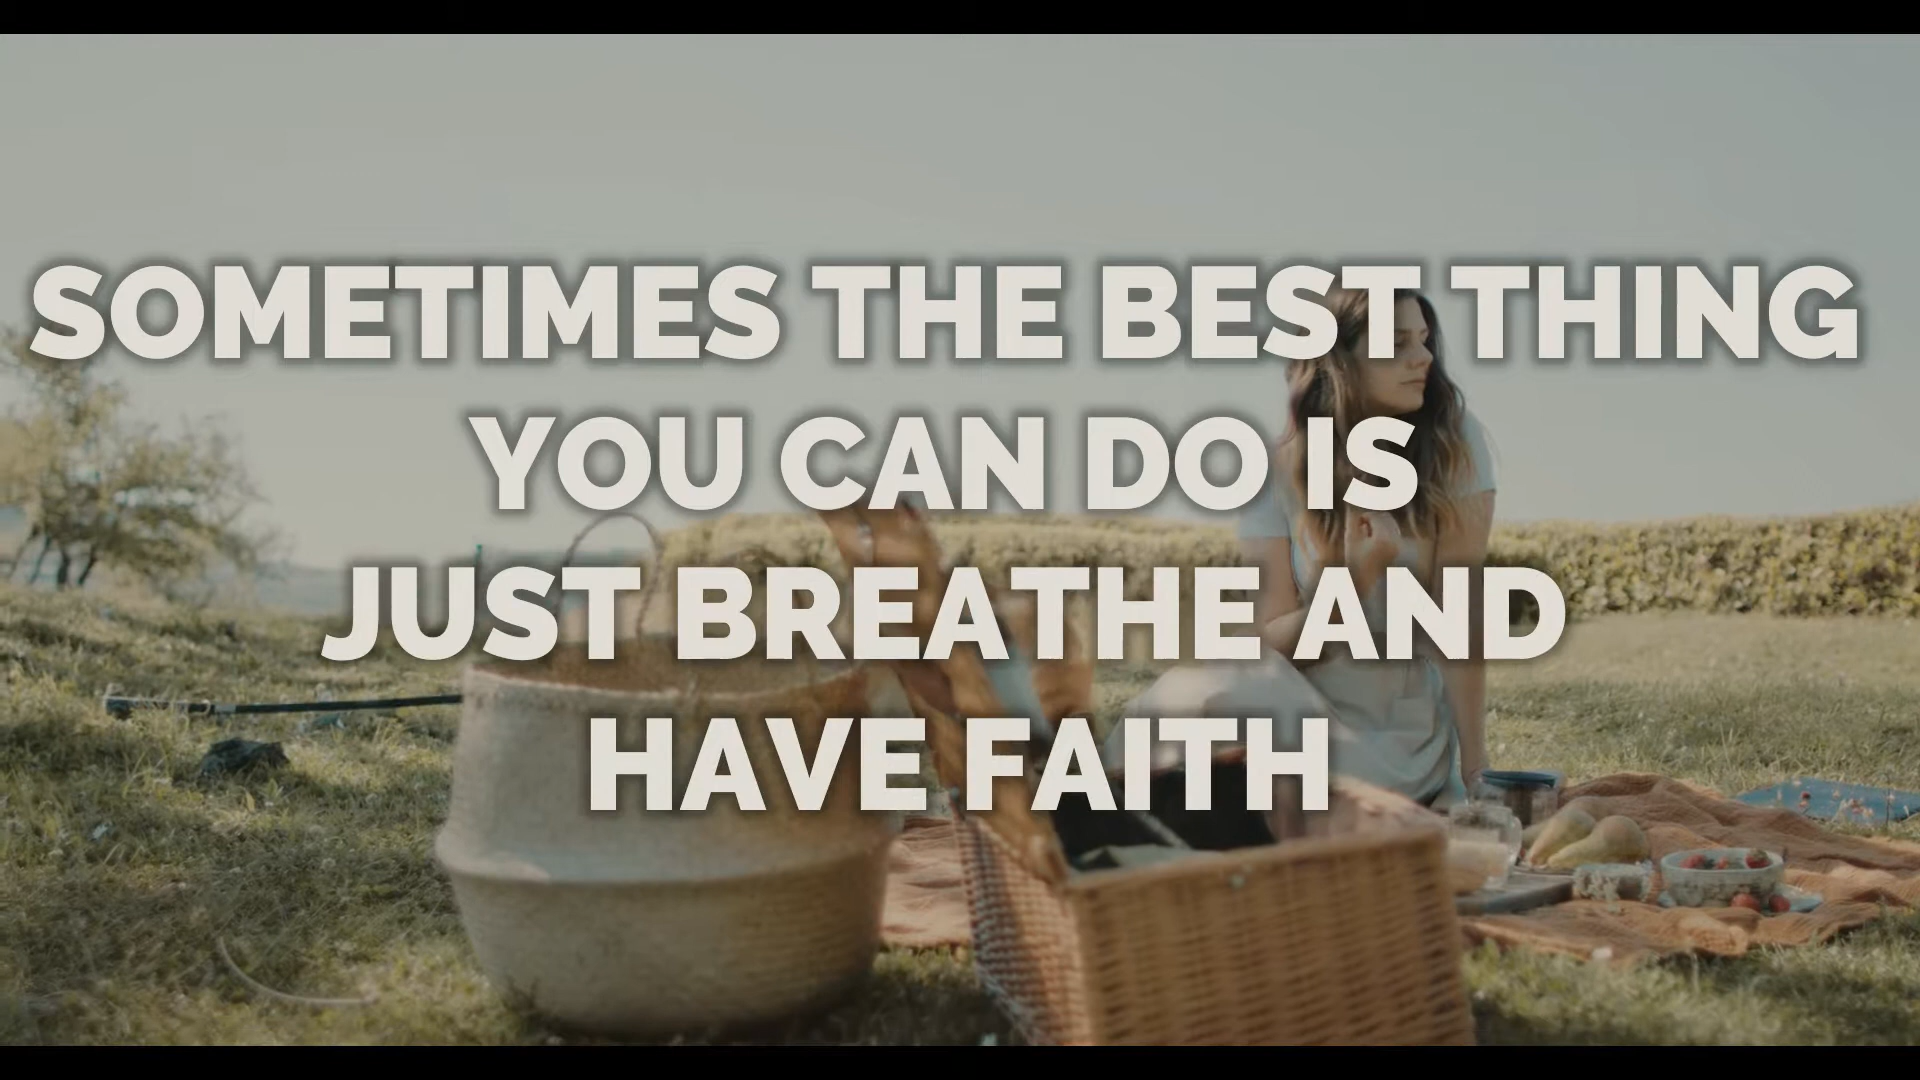 SOMETIMES THE BEST THING
YOU CAN DO IS
JUST BREATHE AND
HAVE FAITH